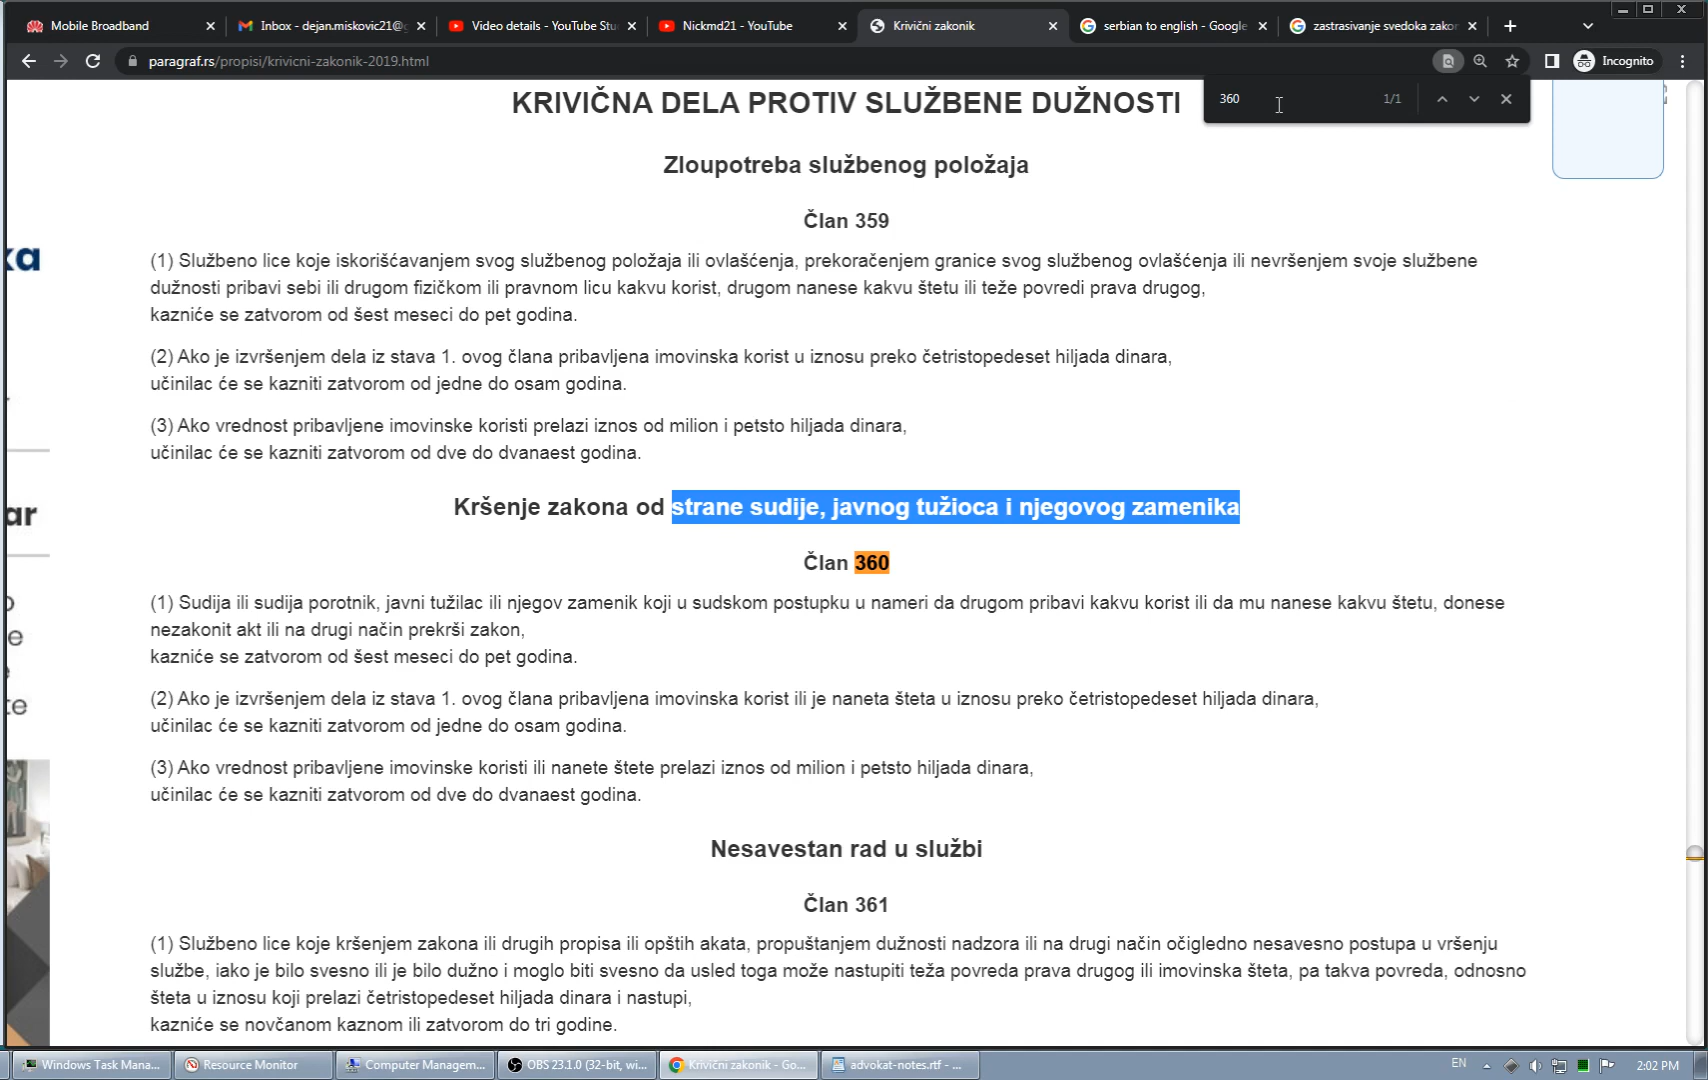 Mobile Broadband
Inbox - dejan.miskovic21@g
Video details - YouTube Stu
Nickmd21 - YouTube
Krivični zakonik
serbian to english - Google
zastrasivanje svedoka zakon
paragraf.rs/propisi/krivicni-zakonik-2019.html
Incognito
360
1/1
KRIVIČNA DELA PROTIV SLUŽBENE DUŽNOSTI
Zloupotreba službenog položaja
Član 359
(1) Službeno lice koje iskorišćavanjem svog službenog položaja ili ovlašćenja, prekoračenjem granice svog službenog ovlašćenja ili nevršenjem svoje službene
dužnosti pribavi sebi ili drugom fizičkom ili pravnom licu kakvu korist, drugom nanese kakvu štetu ili teže povredi prava drugog,
kazniće se zatvorom od šest meseci do pet godina.
(2) Ako je izvršenjem dela iz stava 1. ovog člana pribavljena imovinska korist u iznosu preko četristopedeset hiljada dinara,
učinilac će se kazniti zatvorom od jedne do osam godina.
(3) Ako vrednost pribavljene imovinske koristi prelazi iznos od milion i petsto hiljada dinara,
učinilac će se kazniti zatvorom od dve do dvanaest godina.
Kršenje zakona od strane sudije, javnog tužioca i njegovog zamenika
Član 360
(1) Sudija ili sudija porotnik, javni tužilac ili njegov zamenik koji u sudskom postupku u nameri da drugom pribavi kakvu korist ili da mu nanese kakvu štetu, donese
nezakonit akt ili na drugi način prekrši zakon,
kazniće se zatvorom od šest meseci do pet godina.
(2) Ako je izvršenjem dela iz stava 1. ovog člana pribavljena imovinska korist ili je naneta šteta u iznosu preko četristopedeset hiljada dinara,
učinilac će se kazniti zatvorom od jedne do osam godina.
(3) Ako vrednost pribavljene imovinske koristi ili nanete štete prelazi iznos od milion i petsto hiljada dinara,
učinilac će se kazniti zatvorom od dve do dvanaest godina.
Nesavestan rad u službi
Član 361
(1) Službeno lice koje kršenjem zakona ili drugih propisa ili opštih akata, propuštanjem dužnosti nadzora ili na drugi način očigledno nesavesno postupa u vršenju
službe, iako je bilo svesno ili je bilo dužno i moglo biti svesno da usled toga može nastupiti teža povreda prava drugog ili imovinska šteta, pa takva povreda, odnosno
šteta u iznosu koji prelazi četristopedeset hiljada dinara i nastupi,
kazniće se novčanom kaznom ili zatvorom do tri godine.
Windows Task Mana...
Resource Monitor
Computer Managem...
OBS 23.1.0 (32-bit, wi...
Krivični zakonik - Go...
advokat-notes.rtf - ...
EN
2:02 PM